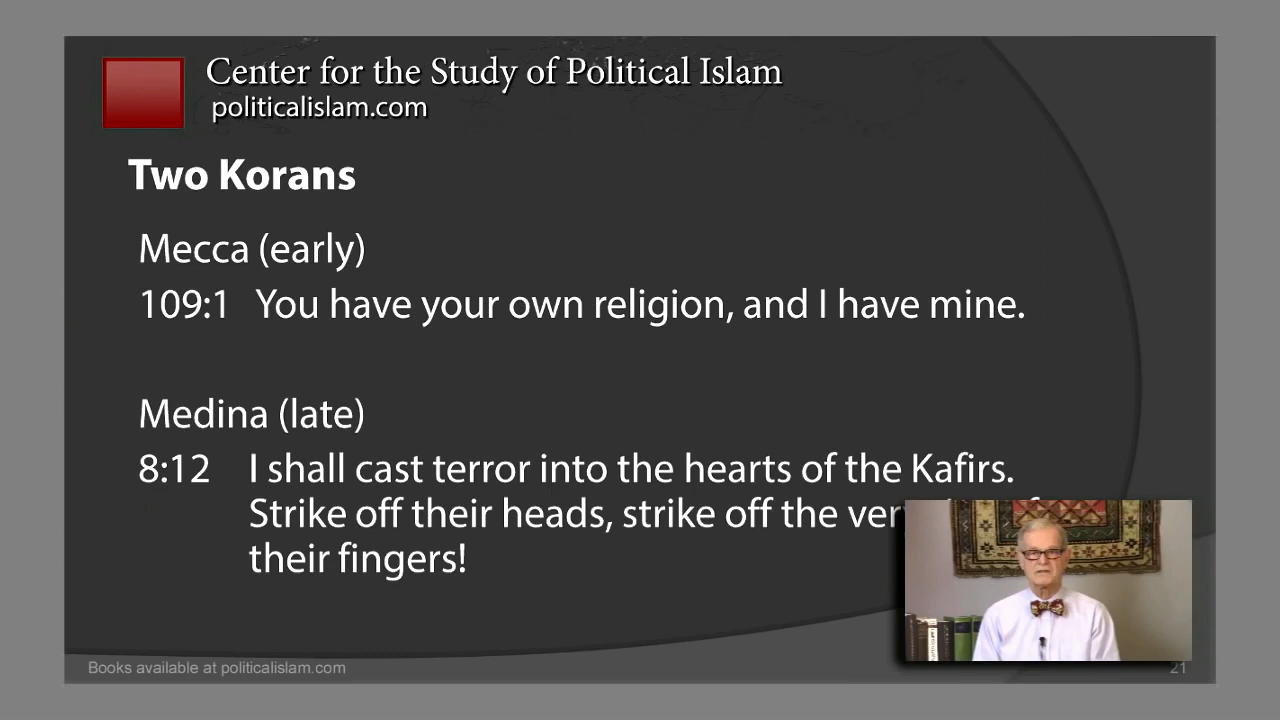 Center for the Study of Political Islam
politicalislam.com
Two Korans
Mecca (early)
109:1 You have your own religion, and I have mine.
Medina (late)
8:12 I shall cast terror into the hearts of the Kafirs.
Strike off their heads, strike off the
their fingers!
Books available at politicalislam.com
21